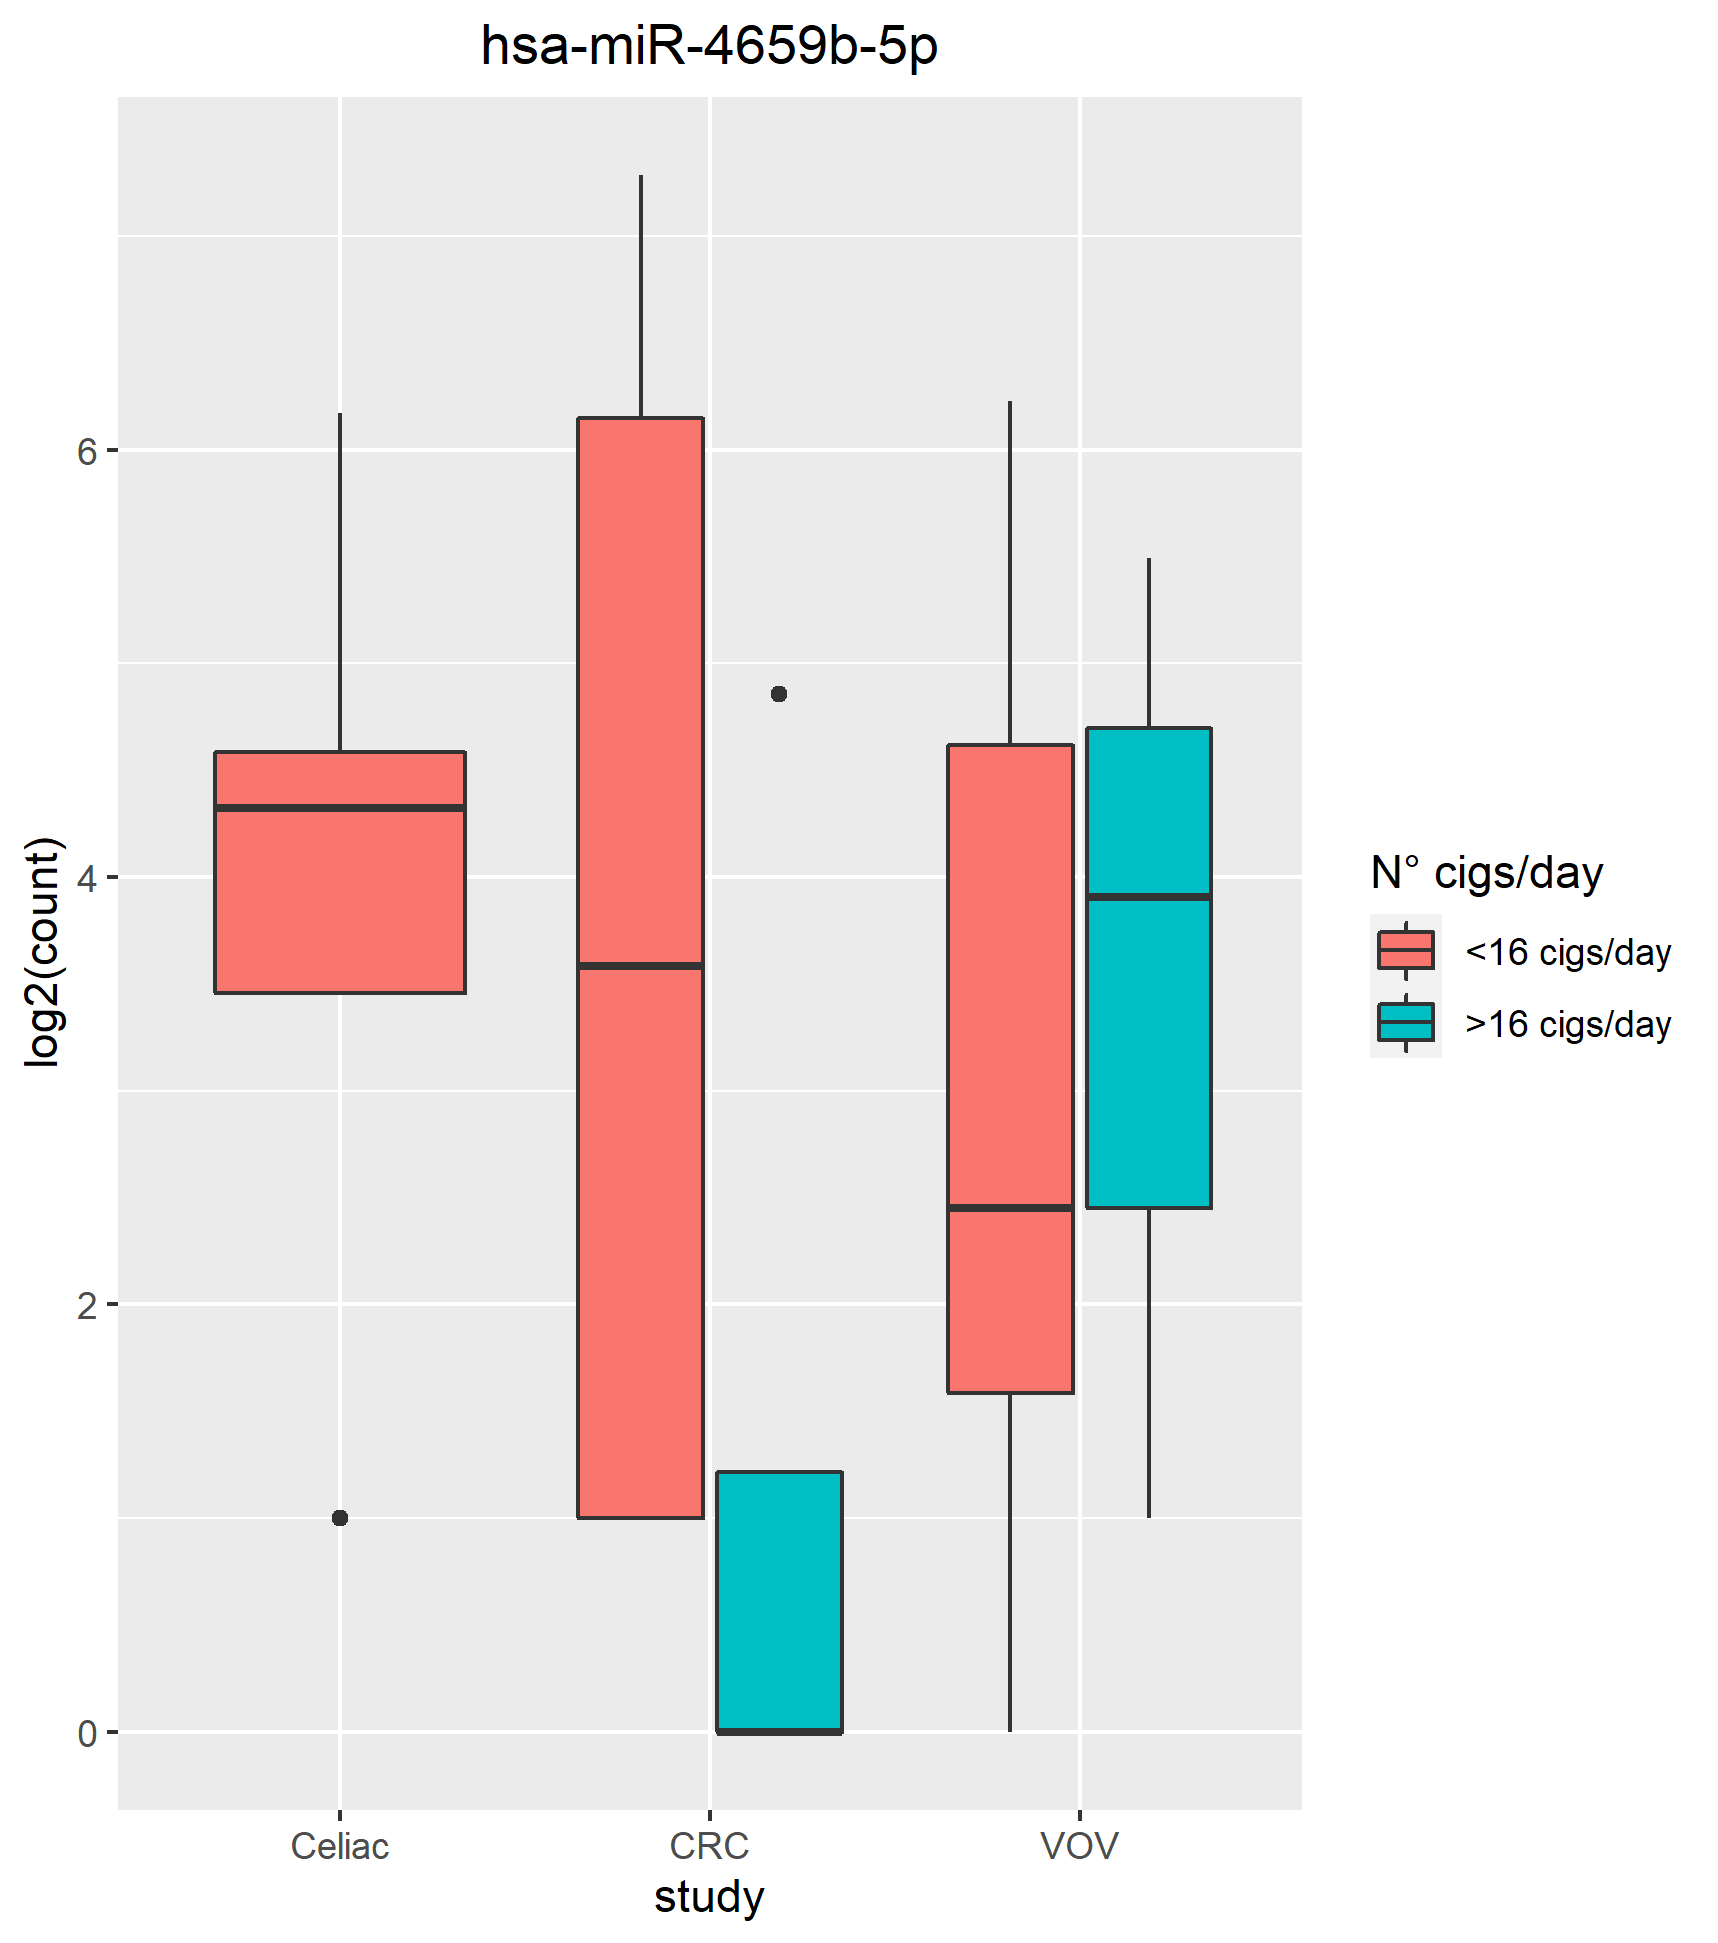 hsa-miR-4659b-5p
log2(count)
6
4
2
0
Celiac
CRC
VOV
study
N° cigs/day
<16 cigs/day
>16 cigs/day